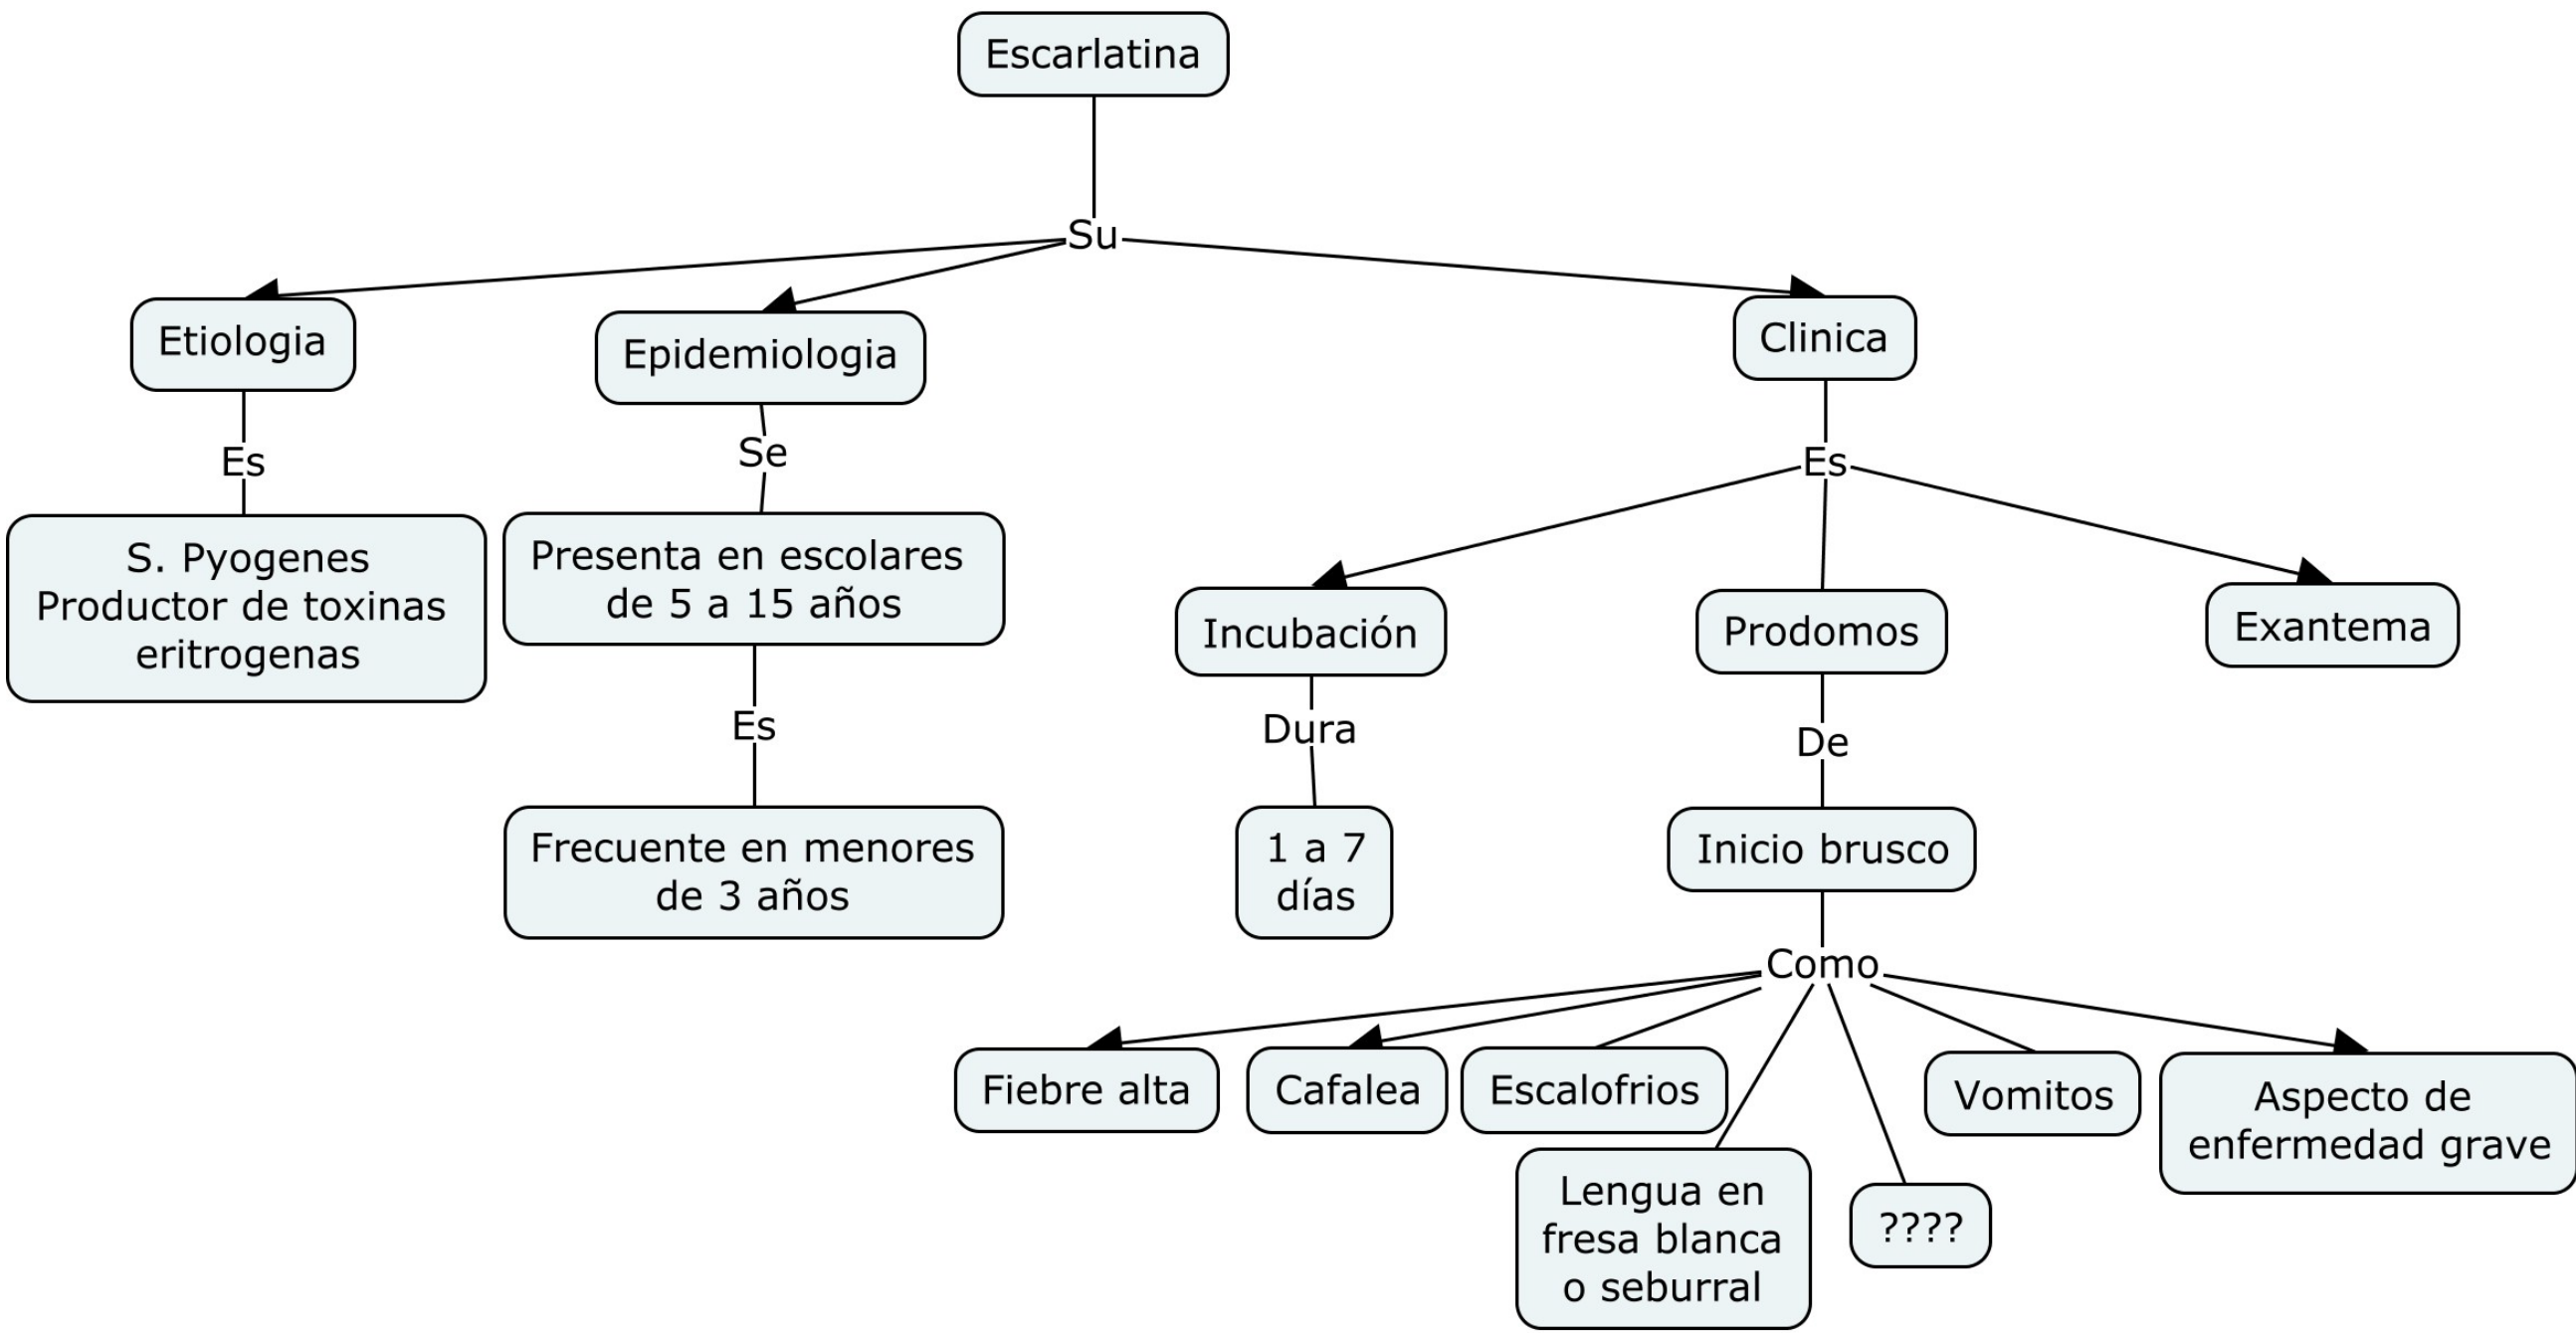 Escarlatina
Su
Etiologia
Epidemiologia
Clinica
Es
Se
Es
S. Pyogenes
Productor de toxinas
eritrogenas
Presenta en escolares
de 5 a 15 años
Incubación
Prodomos
Exantema
Es
Dura
De
Frecuente en menores
de 3 años
1 a 7
días
Inicio brusco
Como
Fiebre alta
Cafalea
Escalofrios
Vomitos
Aspecto de
enfermedad grave
Lengua en
fresa blanca
o seburral
????